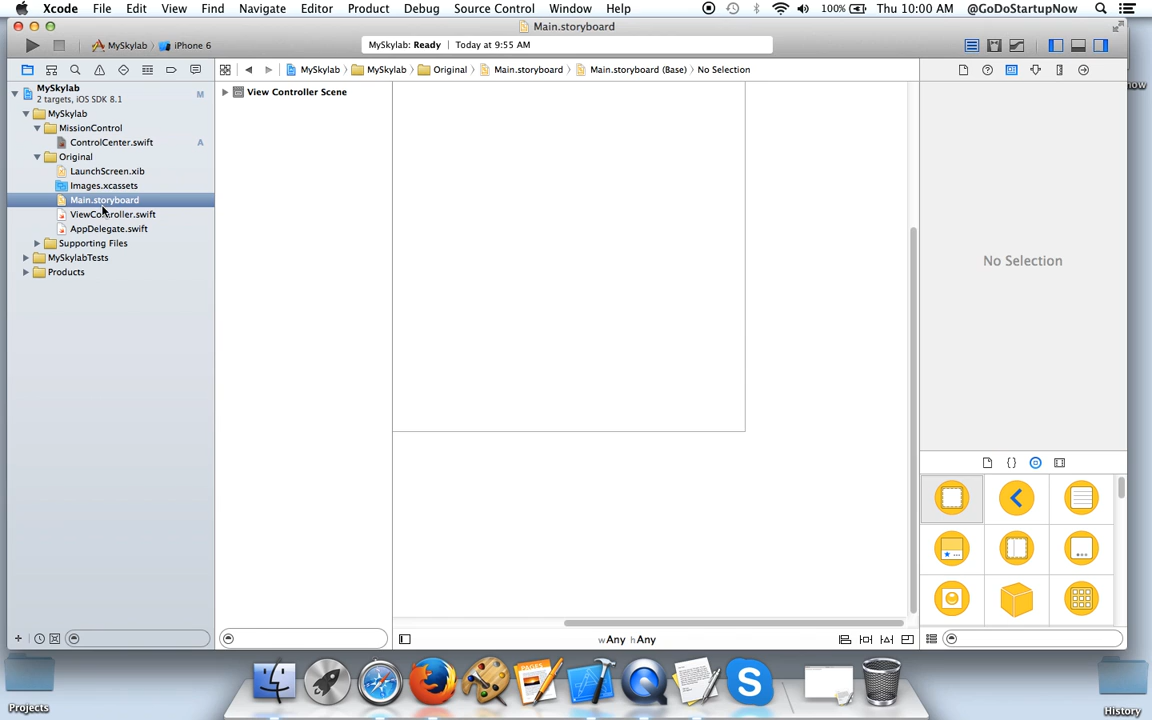 Xcode File Edit View Find Navigate Editor Product Debug Source Control Window Help 100% Thu 10:00 AM @GoDoStartupNow
Main.storyboard
MySkylab iPhone 6 MySkylab: Ready Today at 9:55 AM
MySkylab MySkylab Original Main.storyboard Main.storyboard (Base) No Selection
MySkylab
2 targets, iOS SDK 8.1 M
View Controller Scene
MySkylab
MissionControl
ControlCenter.swift A
Original
LaunchScreen.xib
Images.xcassets
Main.storyboard
ViewController.swift
AppDelegate.swift
Supporting Files
MySkylabTests
Products
No Selection
wAny hAny
Projects
History